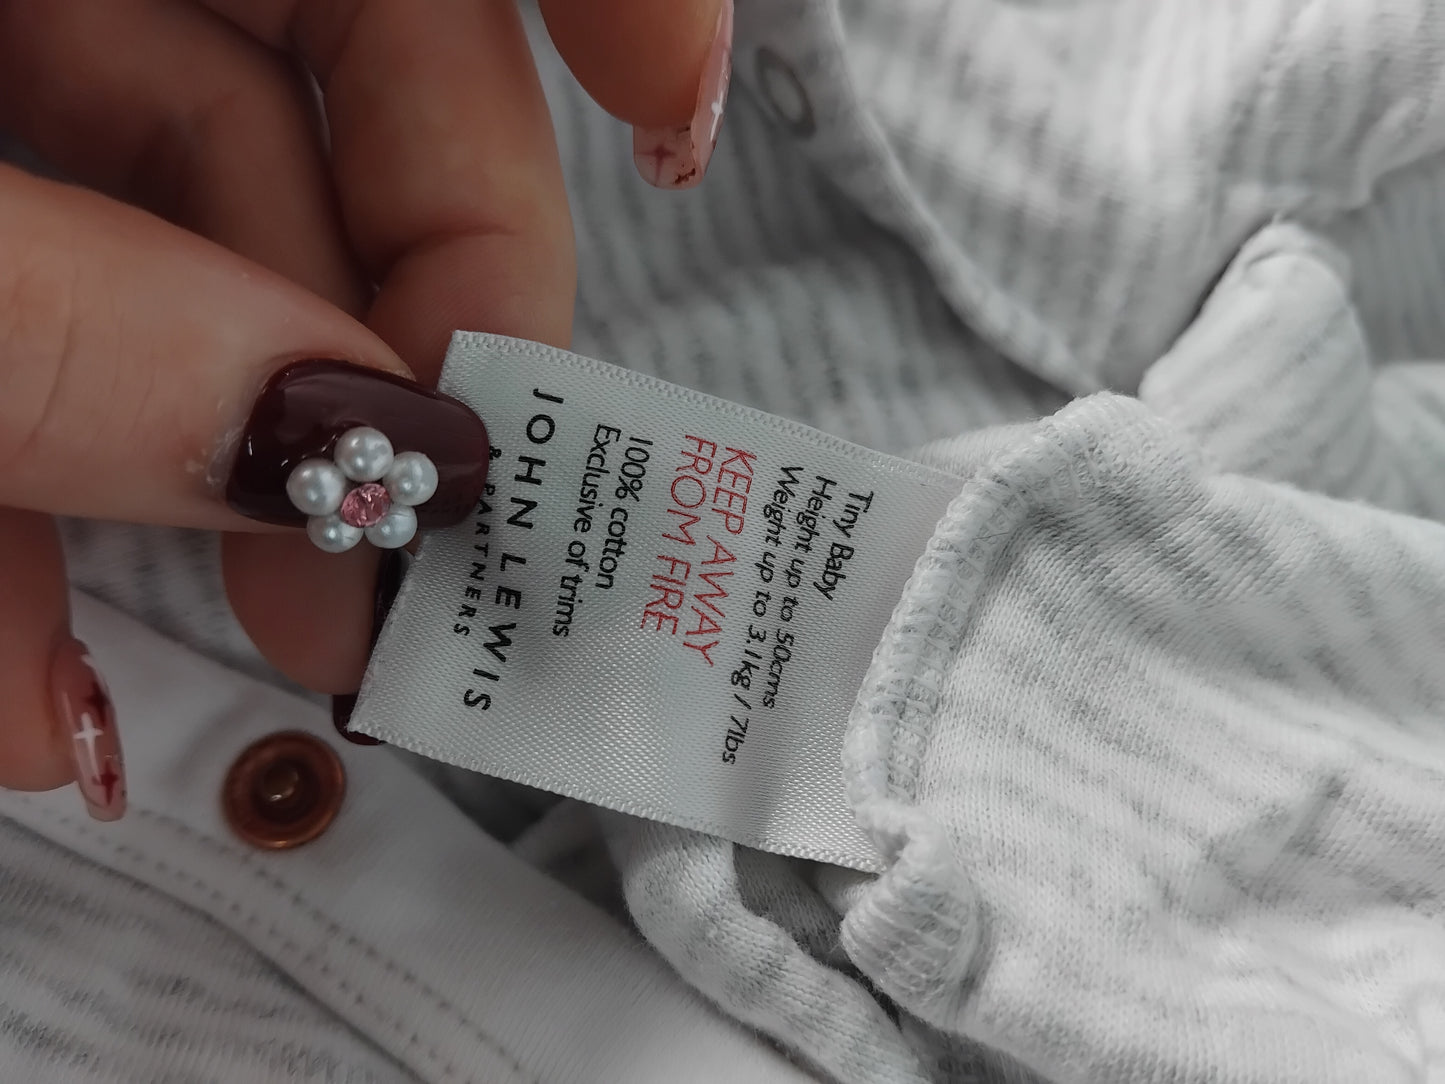 Tiny Baby
Height up to 50cms
Weight up to 3.1kg / 7lbs
KEEP AWAY
FROM FIRE
100% cotton
Exclusive of trims
JOHN LEWIS
& PARTNERS